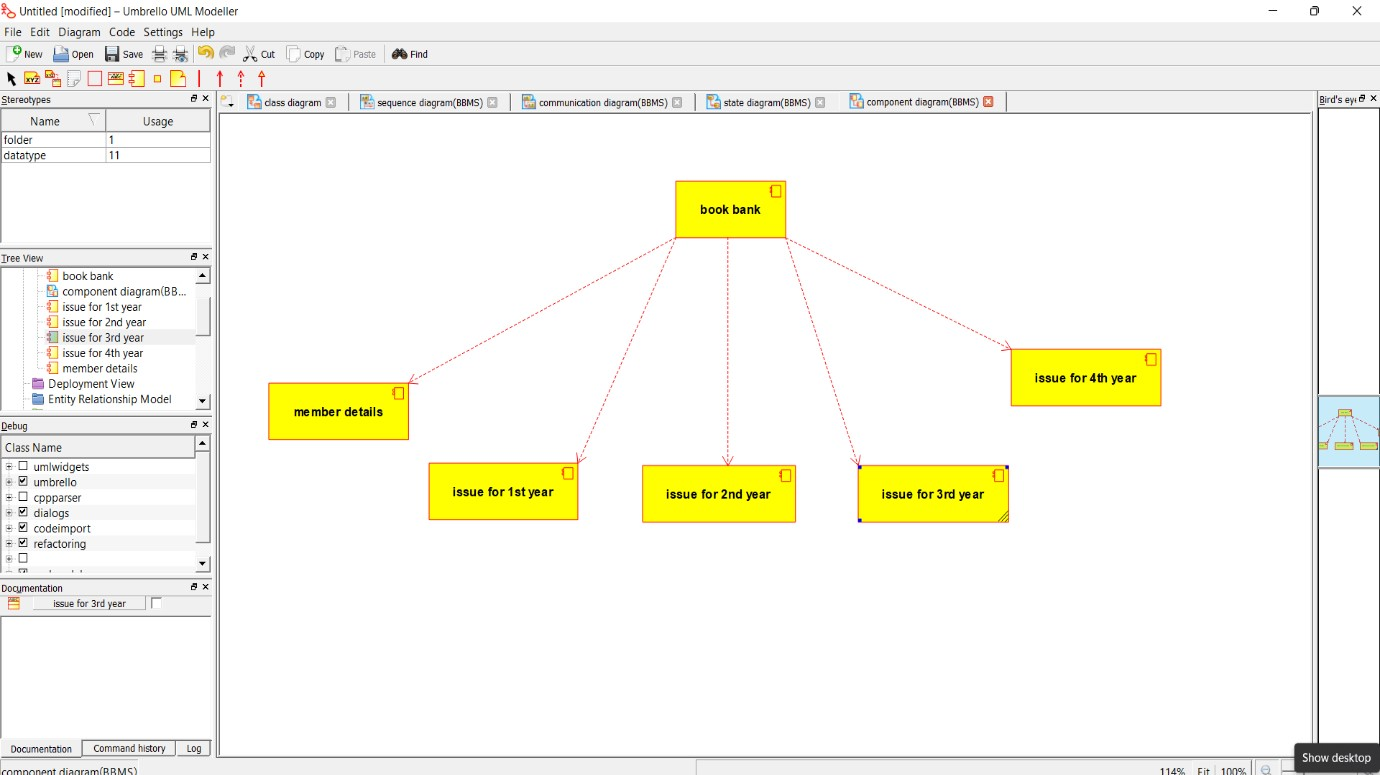 Untitled [modified] – Umbrello UML Modeller
File Edit Diagram Code Settings Help
New Open Save Cut Copy Paste Find
Stereotypes
Name Usage
folder 1
datatype 11
Tree View
book bank
component diagram(BB...
issue for 1st year
issue for 2nd year
issue for 3rd year
issue for 4th year
member details
Deployment View
Entity Relationship Model
Debug
Class Name
umlwidgets
umbrello
cppparser
dialogs
codeimport
refactoring
Documentation
issue for 3rd year
Documentation Command history Log
component diagram(BBMS)
class diagram sequence diagram(BBMS) communication diagram(BBMS) state diagram(BBMS) component diagram(BBMS)
book bank
issue for 4th year
member details
issue for 1st year
issue for 2nd year
issue for 3rd year
Bird's eye
114% Fit 100%
Show desktop